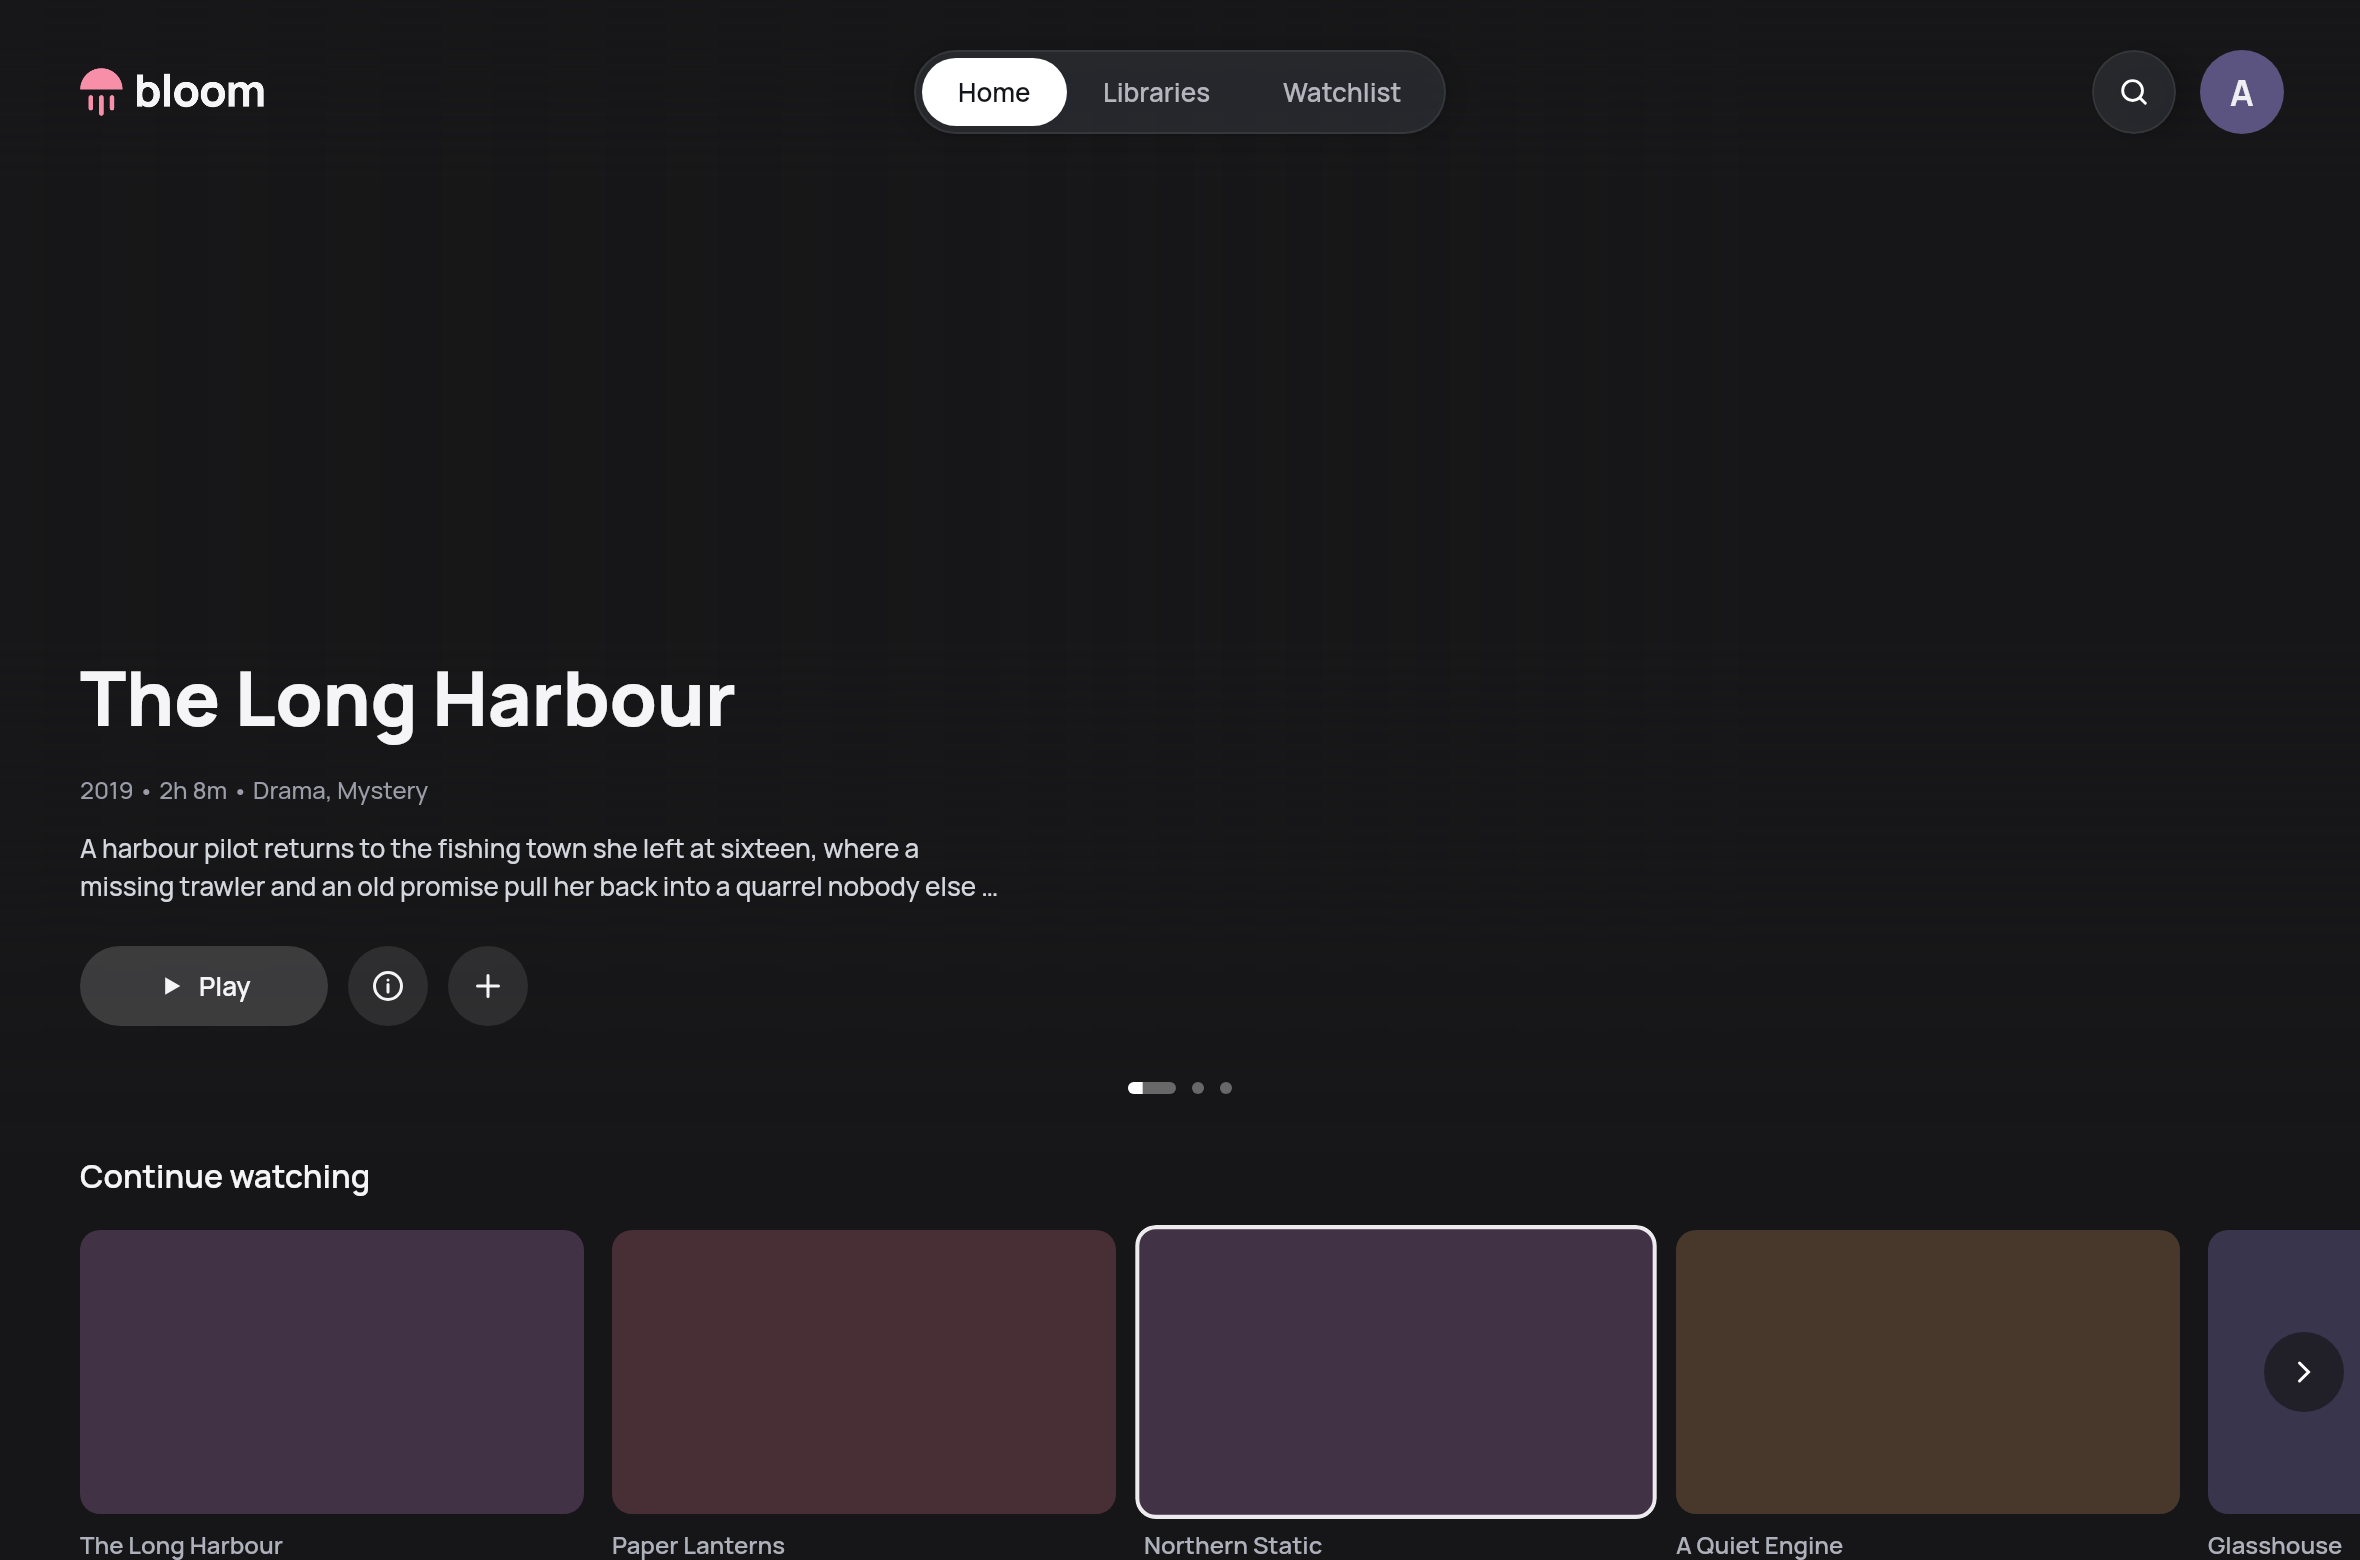 bloom
Home
Libraries
Watchlist
A
The Long Harbour
2019 • 2h 8m • Drama, Mystery
A harbour pilot returns to the fishing town she left at sixteen, where a
missing trawler and an old promise pull her back into a quarrel nobody else ...
Play
Continue watching
The Long Harbour
Paper Lanterns
Northern Static
A Quiet Engine
Glasshouse